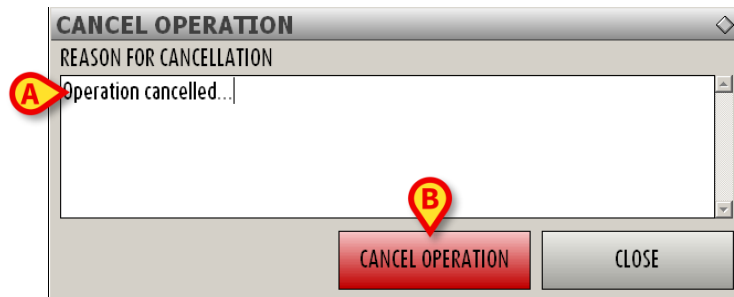 CANCEL OPERATION
REASON FOR CANCELLATION
A
Operation cancelled...
B
CANCEL OPERATION
CLOSE